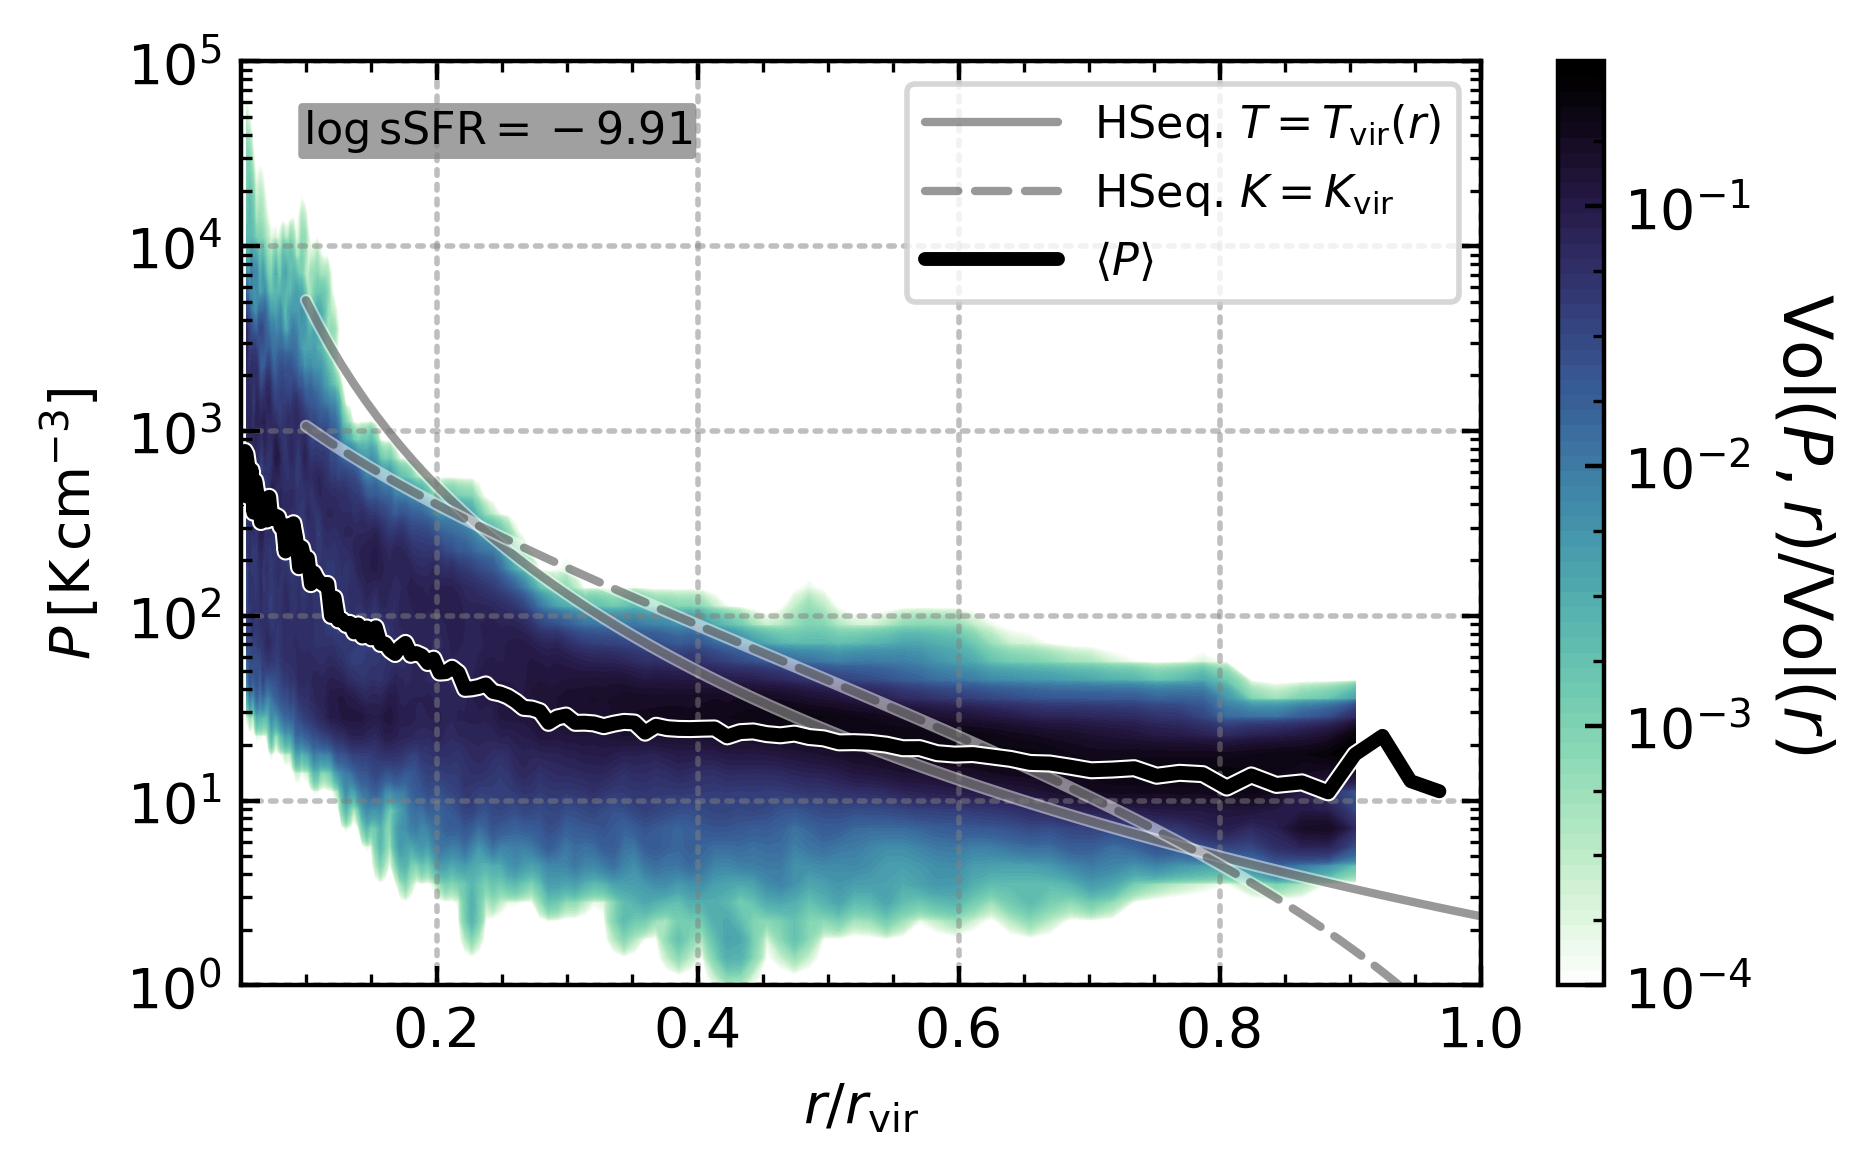 log sSFR = −9.91
HSeq. T = T_vir(r)
HSeq. K = K_vir
⟨P⟩
10^5
10^4
10^3
10^2
10^1
10^0
P [K cm^−3]
0.2 0.4 0.6 0.8 1.0
r/r_vir
10^−1
10^−2
10^−3
10^−4
Vol(P, r)/Vol(r)